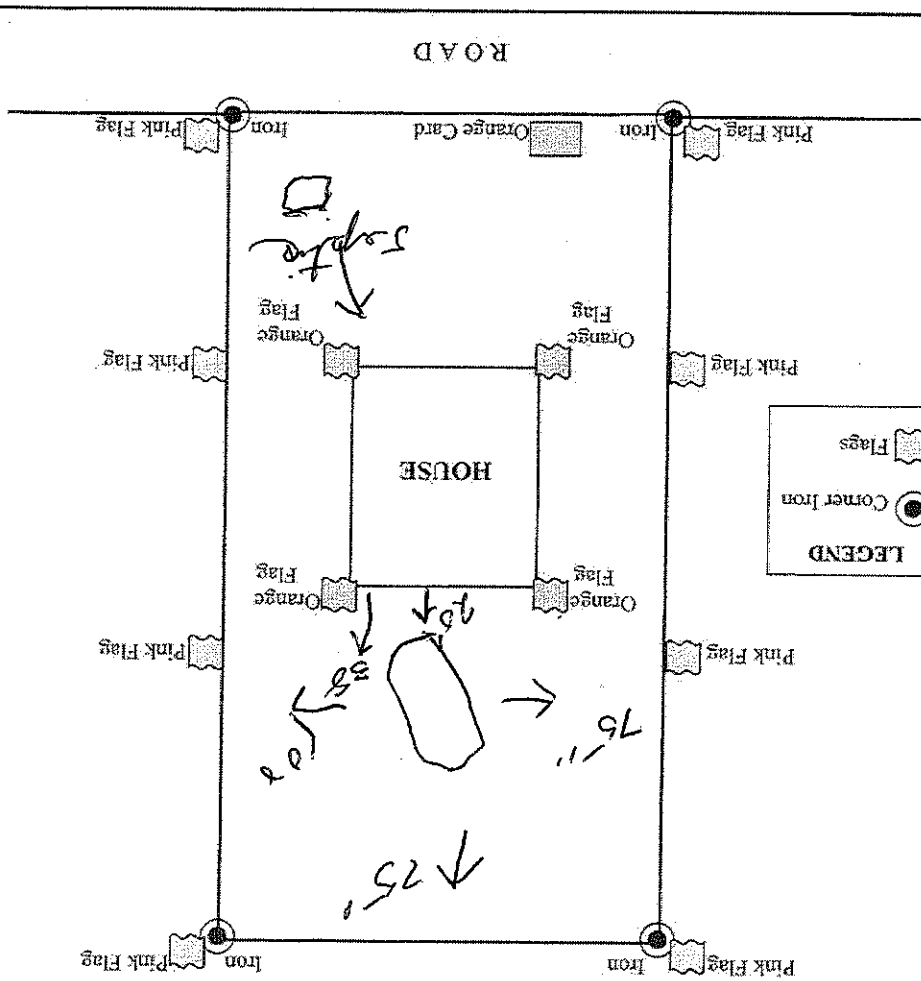 Pink Flag Iron Iron Pink Flag
25'
75'
Pink Flag Pink Flag
Orange Flag
Orange Flag
LEGEND
Corner Iron
Flags
HOUSE
Pink Flag Pink Flag
Orange Flag
Orange Flag
Septic
Pink Flag Iron Orange Card Iron Pink Flag
ROAD